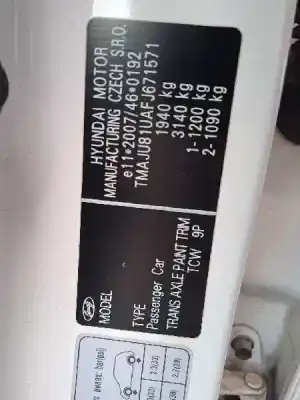 HYUNDAI MOTOR
MANUFACTURING CZECH S.R.O.
e11*2007/46*0192
TMAJU81UAFJ671571
1940 kg
3140 kg
1-1200 kg
2-1090 kg
MODEL
TYPE
Passenger Car
TRANS AXLE PAINT TRIM
TCW 9P